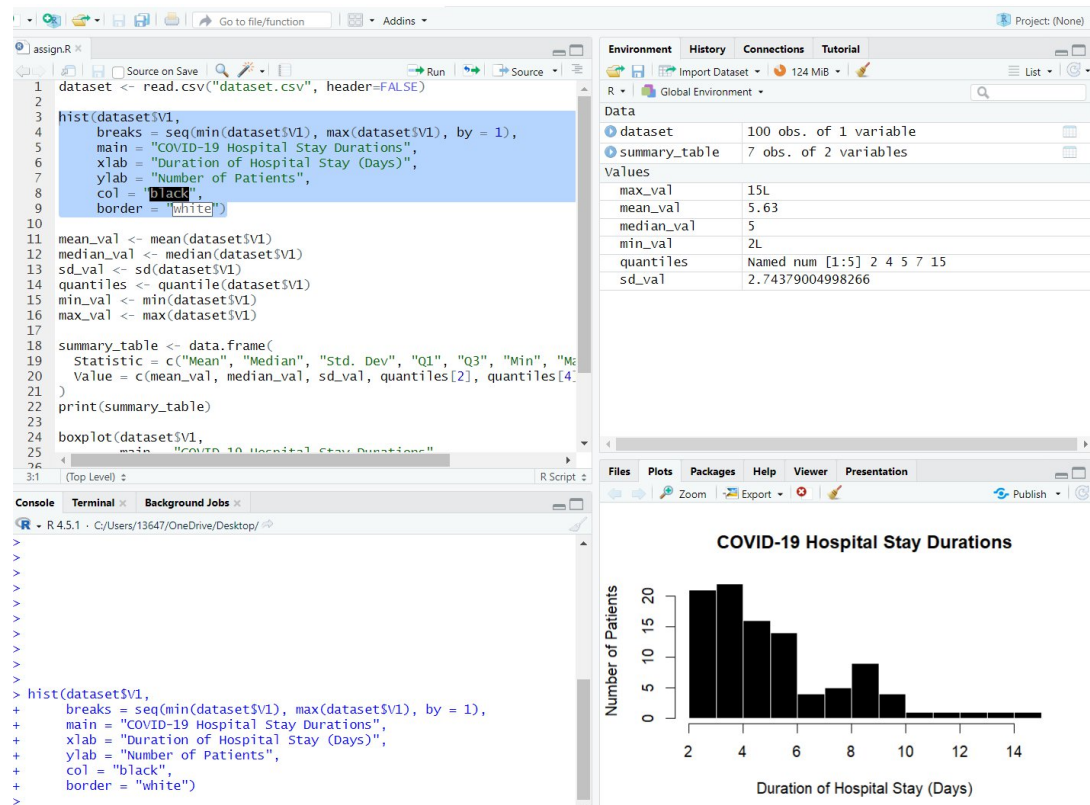 Go to file/function
Addins
Project: (None)
assign.R
Source on Save
Run
Source
1 dataset <- read.csv("dataset.csv", header=FALSE)
2
3 hist(dataset$V1,
4 breaks = seq(min(dataset$V1), max(dataset$V1), by = 1),
5 main = "COVID-19 Hospital Stay Durations",
6 xlab = "Duration of Hospital Stay (Days)",
7 ylab = "Number of Patients",
8 col = "black",
9 border = "white")
10
11 mean_val <- mean(dataset$V1)
12 median_val <- median(dataset$V1)
13 sd_val <- sd(dataset$V1)
14 quantiles <- quantile(dataset$V1)
15 min_val <- min(dataset$V1)
16 max_val <- max(dataset$V1)
17
18 summary_table <- data.frame(
19 Statistic = c("Mean", "Median", "Std. Dev", "Q1", "Q3", "Min", "Ma
20 Value = c(mean_val, median_val, sd_val, quantiles[2], quantiles[4
21 )
22 print(summary_table)
23
24 boxplot(dataset$V1,
25 main = "COVID-19 Hospital Stay Durations"
26
3:1 (Top Level) R Script
Console Terminal Background Jobs
R 4.5.1 · C:/Users/13647/OneDrive/Desktop/
>
>
>
>
>
>
>
>
>
>
> hist(dataset$V1,
+ breaks = seq(min(dataset$V1), max(dataset$V1), by = 1),
+ main = "COVID-19 Hospital Stay Durations",
+ xlab = "Duration of Hospital Stay (Days)",
+ ylab = "Number of Patients",
+ col = "black",
+ border = "white")
>
Environment History Connections Tutorial
Import Dataset 124 MiB List
R Global Environment
Data
dataset 100 obs. of 1 variable
summary_table 7 obs. of 2 variables
Values
max_val 15L
mean_val 5.63
median_val 5
min_val 2L
quantiles Named num [1:5] 2 4 5 7 15
sd_val 2.74379004998266
Files Plots Packages Help Viewer Presentation
Zoom Export Publish
COVID-19 Hospital Stay Durations
Number of Patients
20
15
10
5
0
2 4 6 8 10 12 14
Duration of Hospital Stay (Days)